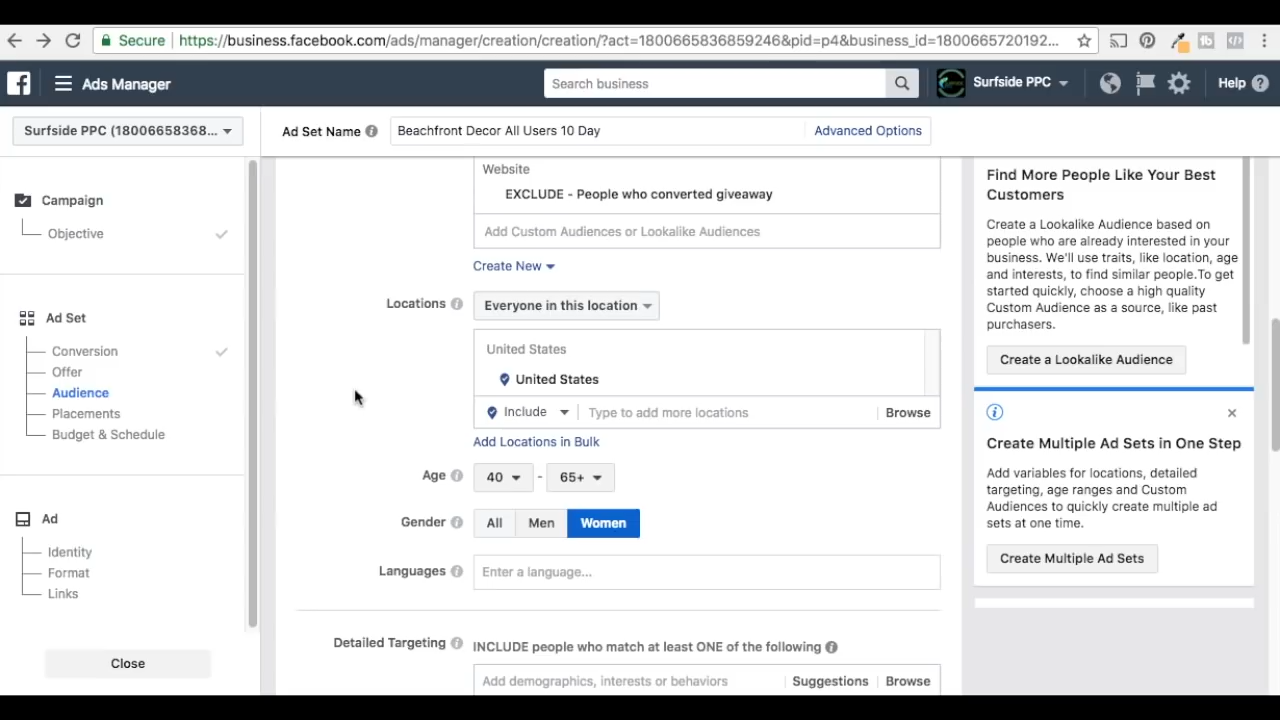 Secure https://business.facebook.com/ads/manager/creation/creation/?act=1800665836859246&pid=p4&business_id=1800665720192...
Ads Manager
Search business
Surfside PPC
Help
Surfside PPC (18006658368...
Ad Set Name
Beachfront Decor All Users 10 Day
Advanced Options
Campaign
Objective
Ad Set
Conversion
Offer
Audience
Placements
Budget & Schedule
Ad
Identity
Format
Links
Close
Website
EXCLUDE - People who converted giveaway
Add Custom Audiences or Lookalike Audiences
Create New
Locations
Everyone in this location
United States
United States
Include
Type to add more locations
Browse
Add Locations in Bulk
Age
40 - 65+
Gender
All Men Women
Languages
Enter a language...
Detailed Targeting
INCLUDE people who match at least ONE of the following
Add demographics, interests or behaviors
Suggestions
Browse
Find More People Like Your Best
Customers
Create a Lookalike Audience based on
people who are already interested in your
business. We'll use traits, like location, age
and interests, to find similar people.To get
started quickly, choose a high quality
Custom Audience as a source, like past
purchasers.
Create a Lookalike Audience
Create Multiple Ad Sets in One Step
Add variables for locations, detailed
targeting, age ranges and Custom
Audiences to quickly create multiple ad
sets at one time.
Create Multiple Ad Sets